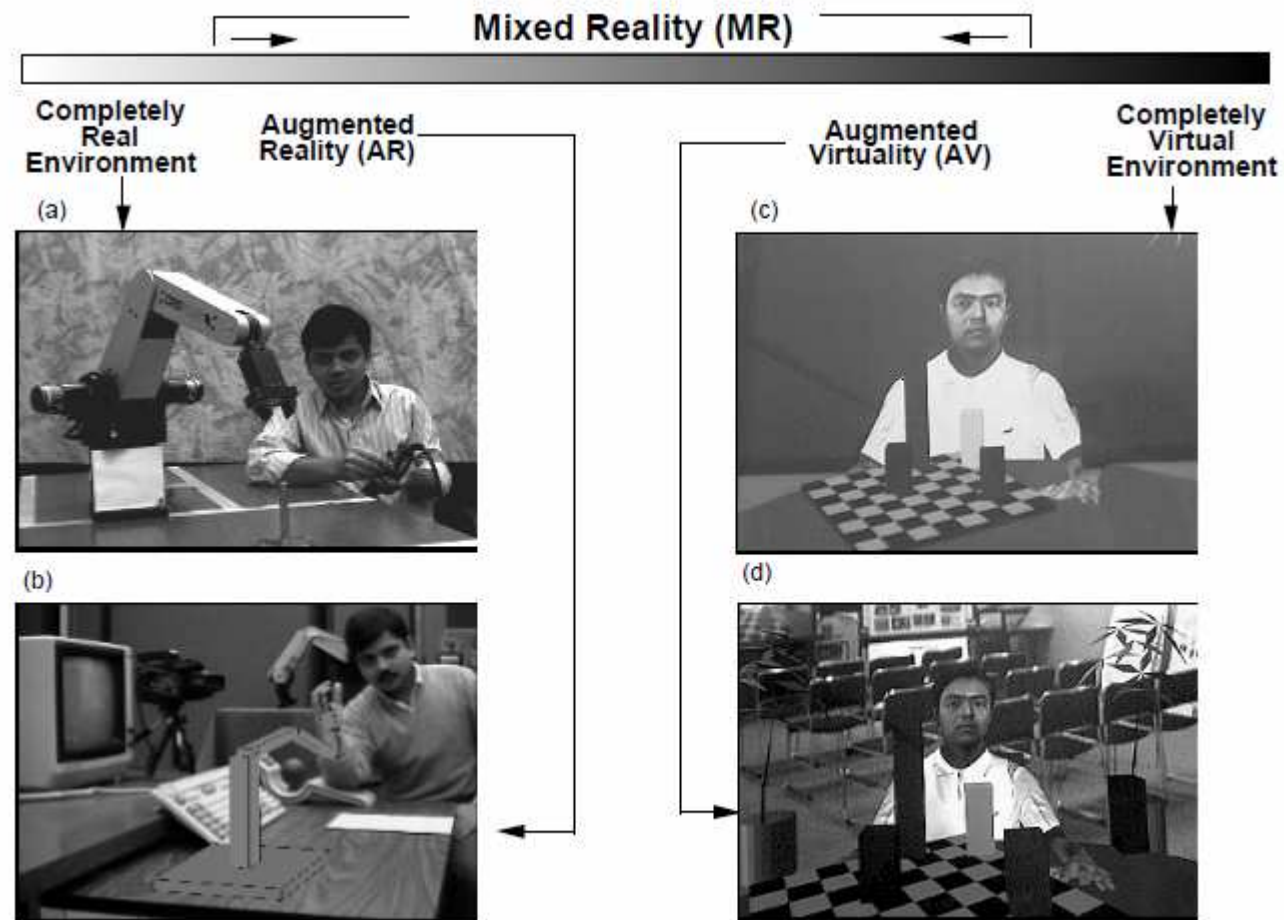 Mixed Reality (MR)
Completely
Real
Environment
Augmented
Reality (AR)
Augmented
Virtuality (AV)
Completely
Virtual
Environment
(a)
(c)
(b)
(d)